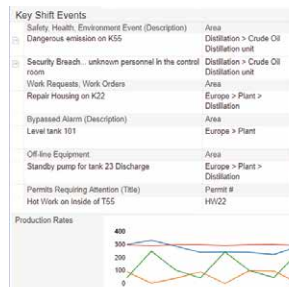 Key Shift Events
Safety, Health, Environment Event (Description) Area
Dangerous emission on K55 Distillation > Crude Oil
Distillation unit
Security Breach... unknown personnel in the control Distillation > Crude Oil
room Distillation unit
Work Requests, Work Orders Area
Repair Housing on K22 Europe > Plant >
Distillation
Bypassed Alarm (Description) Area
Level tank 101 Europe > Plant
Off-line Equipment Area
Standby pump for tank 23 Discharge Europe > Plant >
Distillation
Permits Requiring Attention (Title) Permit #
Hot Work on Inside of T55 HW22
Production Rates
400
300
200
100
0